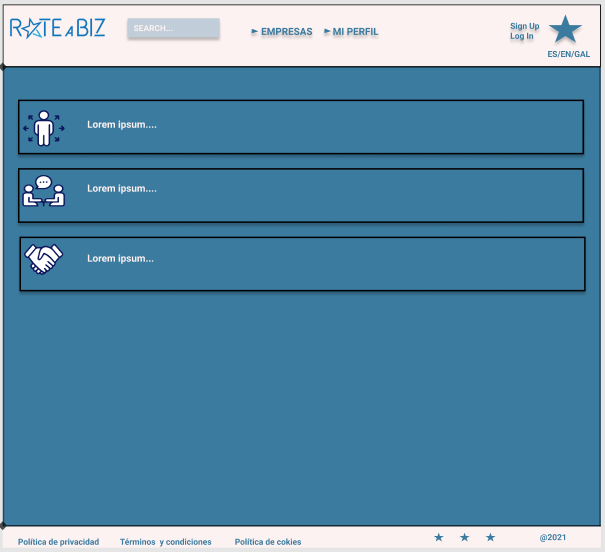 RATE A BIZ
SEARCH...
EMPRESAS
MI PERFIL
Sign Up
Log In
ES/EN/GAL
Lorem ipsum....
Lorem ipsum....
Lorem ipsum...
Política de privacidad
Términos y condiciones
Política de cokies
@2021